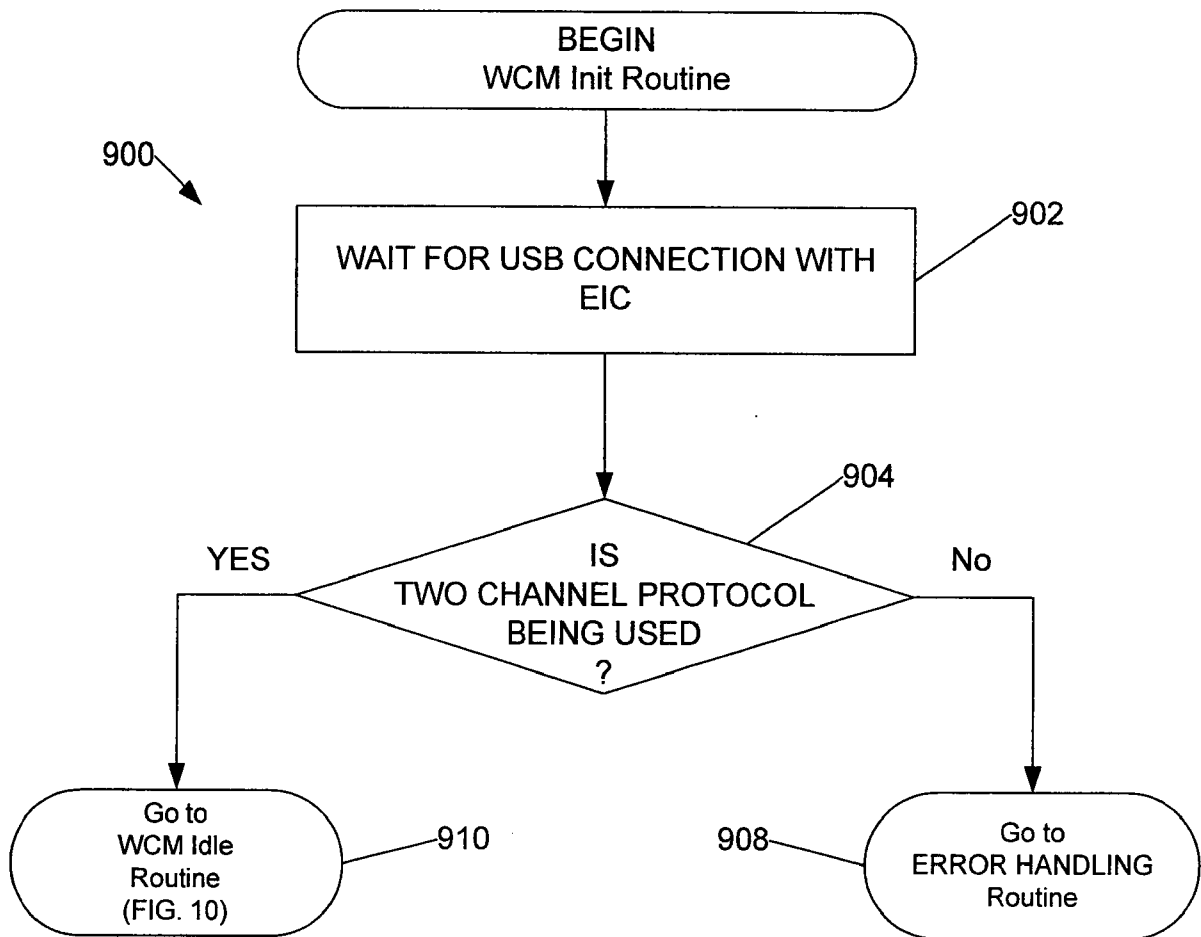 BEGIN
WCM Init Routine
900
902
WAIT FOR USB CONNECTION WITH
EIC
904
YES
No
IS
TWO CHANNEL PROTOCOL
BEING USED
?
Go to
WCM Idle
Routine
(FIG. 10)
910
908
Go to
ERROR HANDLING
Routine